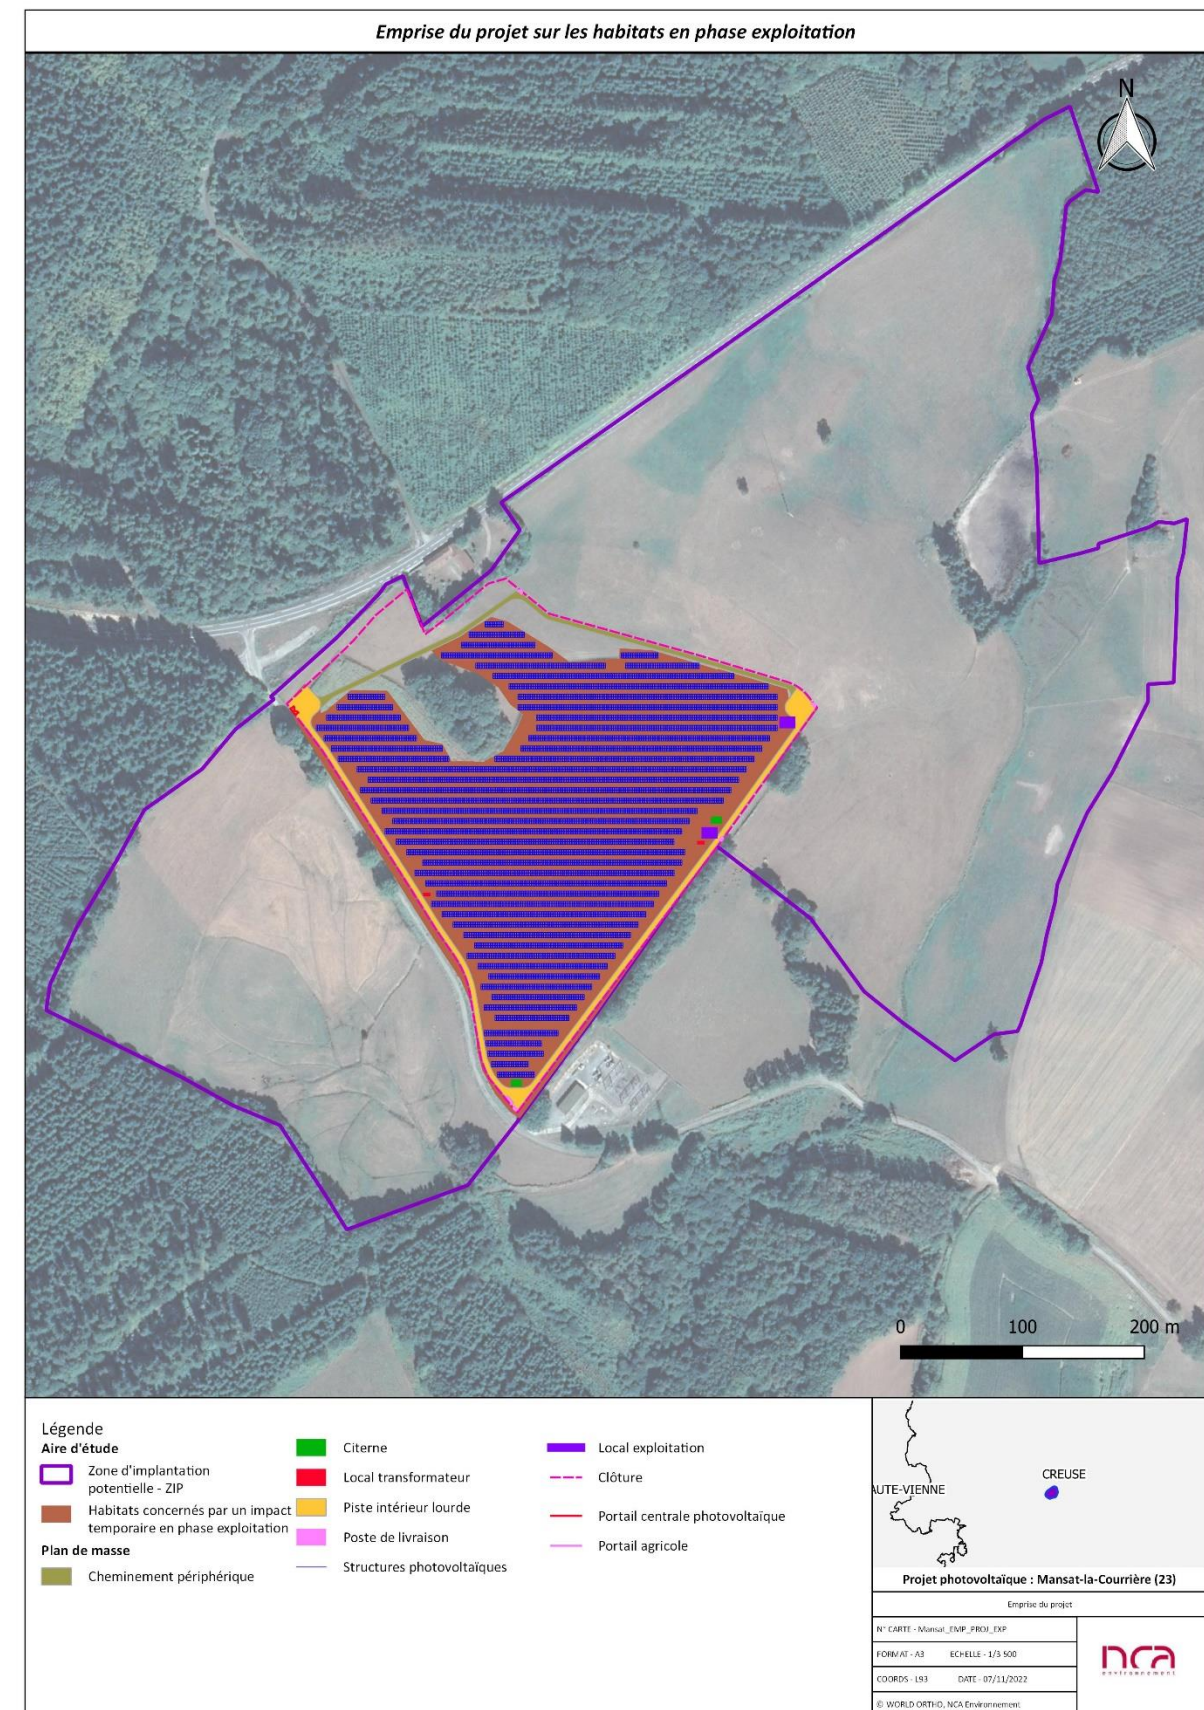 Emprise du projet sur les habitats en phase exploitation
N
0 100 200 m
Légende
Aire d'étude
Zone d'implantation
potentielle - ZIP
Habitats concernés par un impact
temporaire en phase exploitation
Plan de masse
Cheminement périphérique
Citerne
Local transformateur
Piste intérieur lourde
Poste de livraison
Structures photovoltaïques
Local exploitation
Clôture
Portail centrale photovoltaïque
Portail agricole
CREUSE
AUTE-VIENNE
Projet photovoltaïque : Mansat-la-Courrière (23)
Emprise du projet
N° CARTE - Mansat_EMP_PROJ_EXP
FORMAT - A3 ECHELLE - 1/3 500
COORDS - L93 DATE - 07/11/2022
© WORLD ORTHO, NCA Environnement
nca
environnement